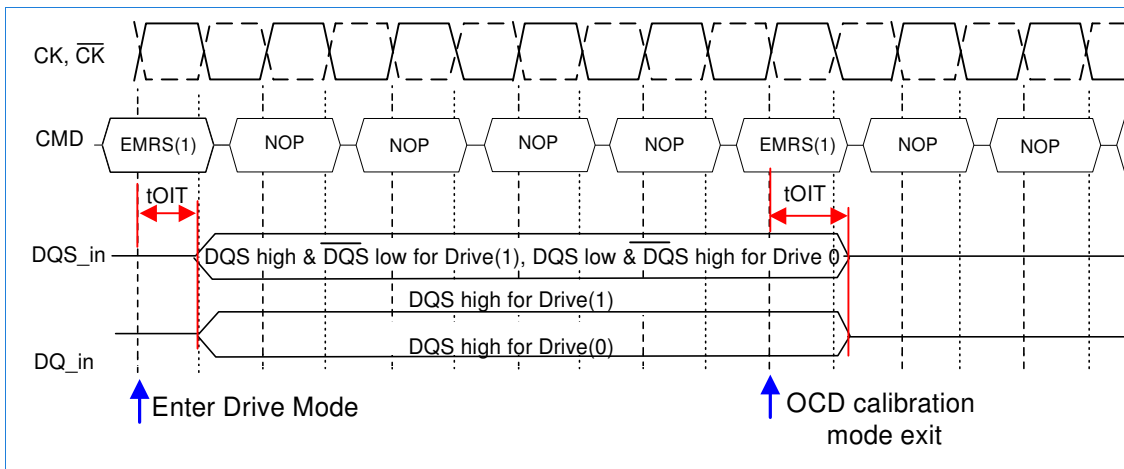 CK, CK
CMD
EMRS(1) NOP NOP NOP NOP EMRS(1) NOP NOP
tOIT tOIT
DQS_in
DQS high & DQS low for Drive(1), DQS low & DQS high for Drive 0
DQS high for Drive(1)
DQ_in
DQS high for Drive(0)
Enter Drive Mode
OCD calibration
mode exit